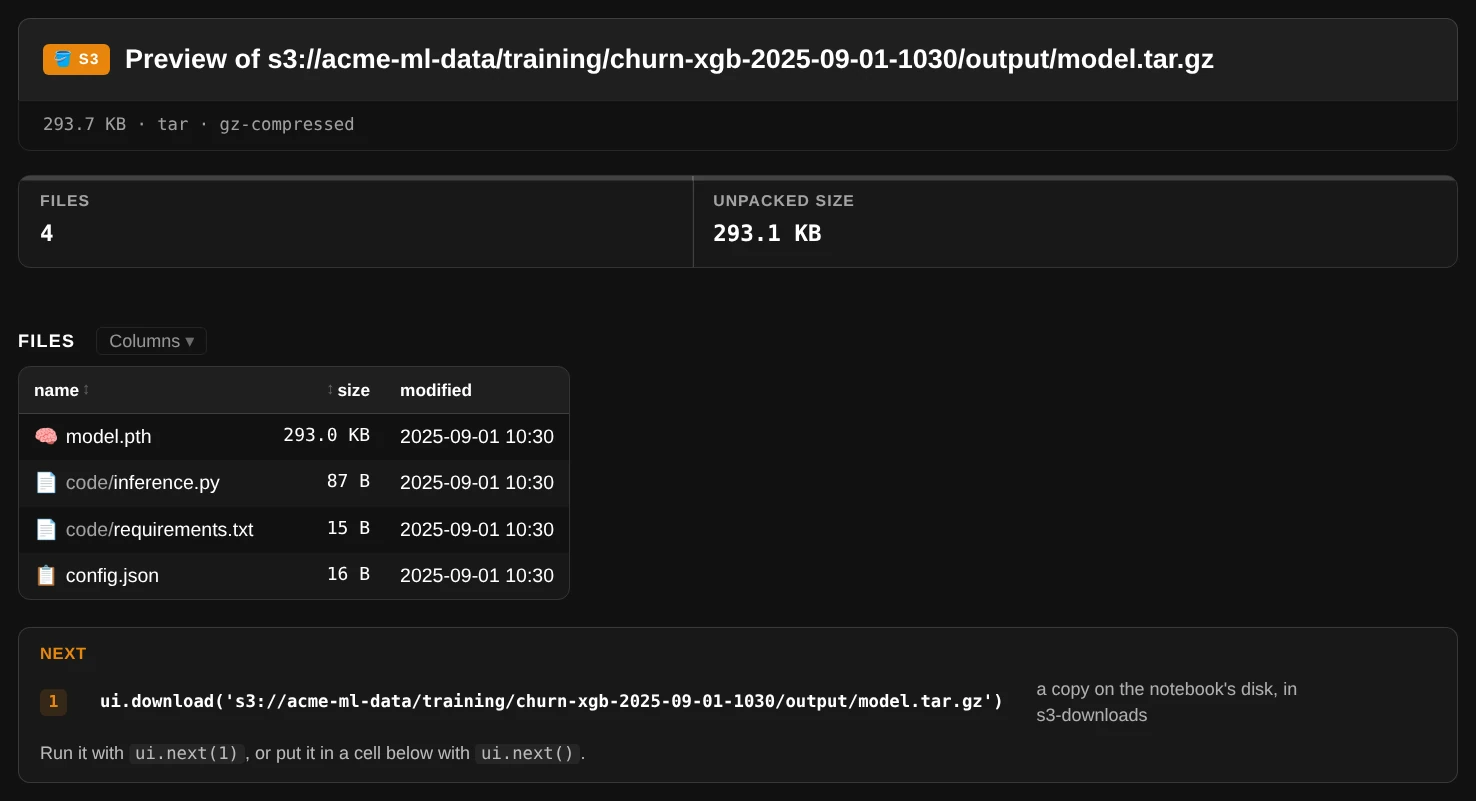 S3 Preview of s3://acme-ml-data/training/churn-xgb-2025-09-01-1030/output/model.tar.gz
293.7 KB · tar · gz-compressed
FILES
4
UNPACKED SIZE
293.1 KB
FILES Columns ▾
name ↕ ↕ size modified
model.pth 293.0 KB 2025-09-01 10:30
code/inference.py 87 B 2025-09-01 10:30
code/requirements.txt 15 B 2025-09-01 10:30
config.json 16 B 2025-09-01 10:30
NEXT
1 ui.download('s3://acme-ml-data/training/churn-xgb-2025-09-01-1030/output/model.tar.gz')
a copy on the notebook's disk, in
s3-downloads
Run it with ui.next(1), or put it in a cell below with ui.next().